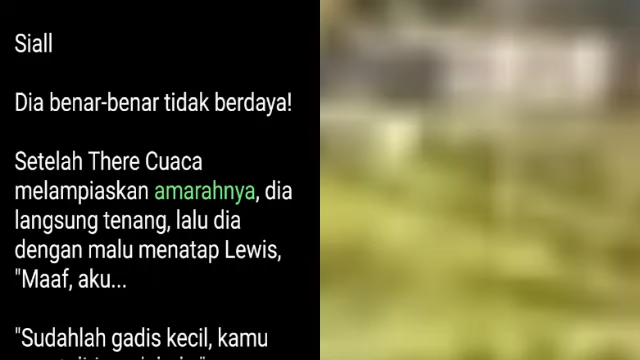 Siall
Dia benar-benar tidak berdaya!
Setelah There Cuaca
melampiaskan amarahnya, dia
langsung tenang, lalu dia
dengan malu menatap Lewis,
"Maaf, aku...
"Sudahlah gadis kecil, kamu